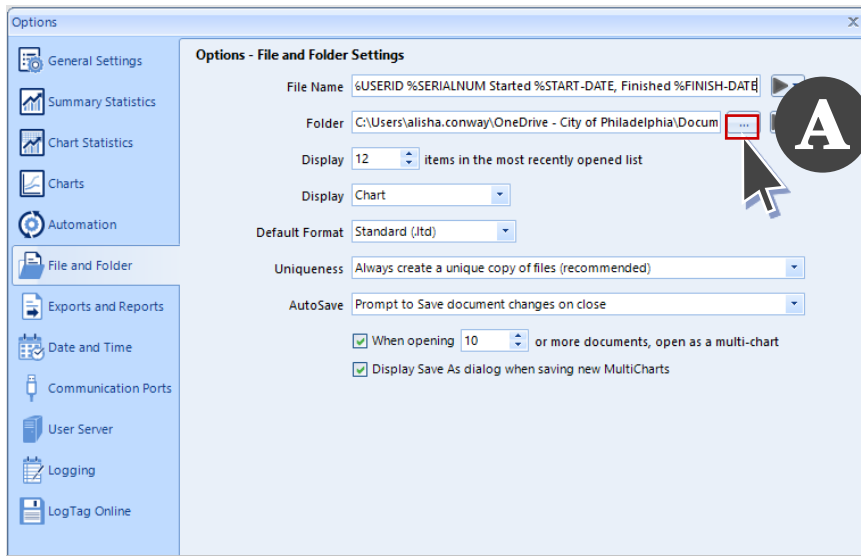 Options
General Settings
Summary Statistics
Chart Statistics
Charts
Automation
File and Folder
Exports and Reports
Date and Time
Communication Ports
User Server
Logging
LogTag Online
Options - File and Folder Settings
File Name %USERID %SERIALNUM Started %START-DATE, Finished %FINISH-DATE
Folder C:\Users\alisha.conway\OneDrive - City of Philadelphia\Docum ...
A
Display 12 items in the most recently opened list
Display Chart
Default Format Standard (.ltd)
Uniqueness Always create a unique copy of files (recommended)
AutoSave Prompt to Save document changes on close
When opening 10 or more documents, open as a multi-chart
Display Save As dialog when saving new MultiCharts